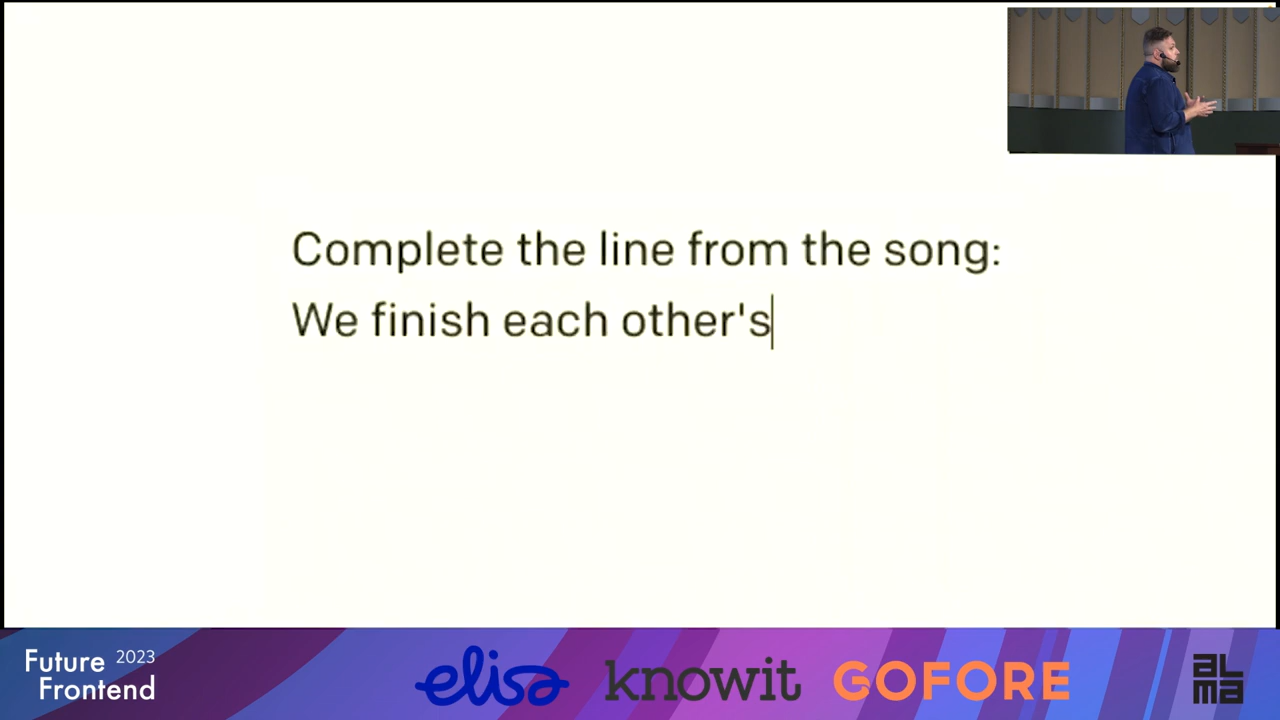 Complete the line from the song:
We finish each other's
Future 2023
Frontend
elisa
knowit
GOFORE
ALMA